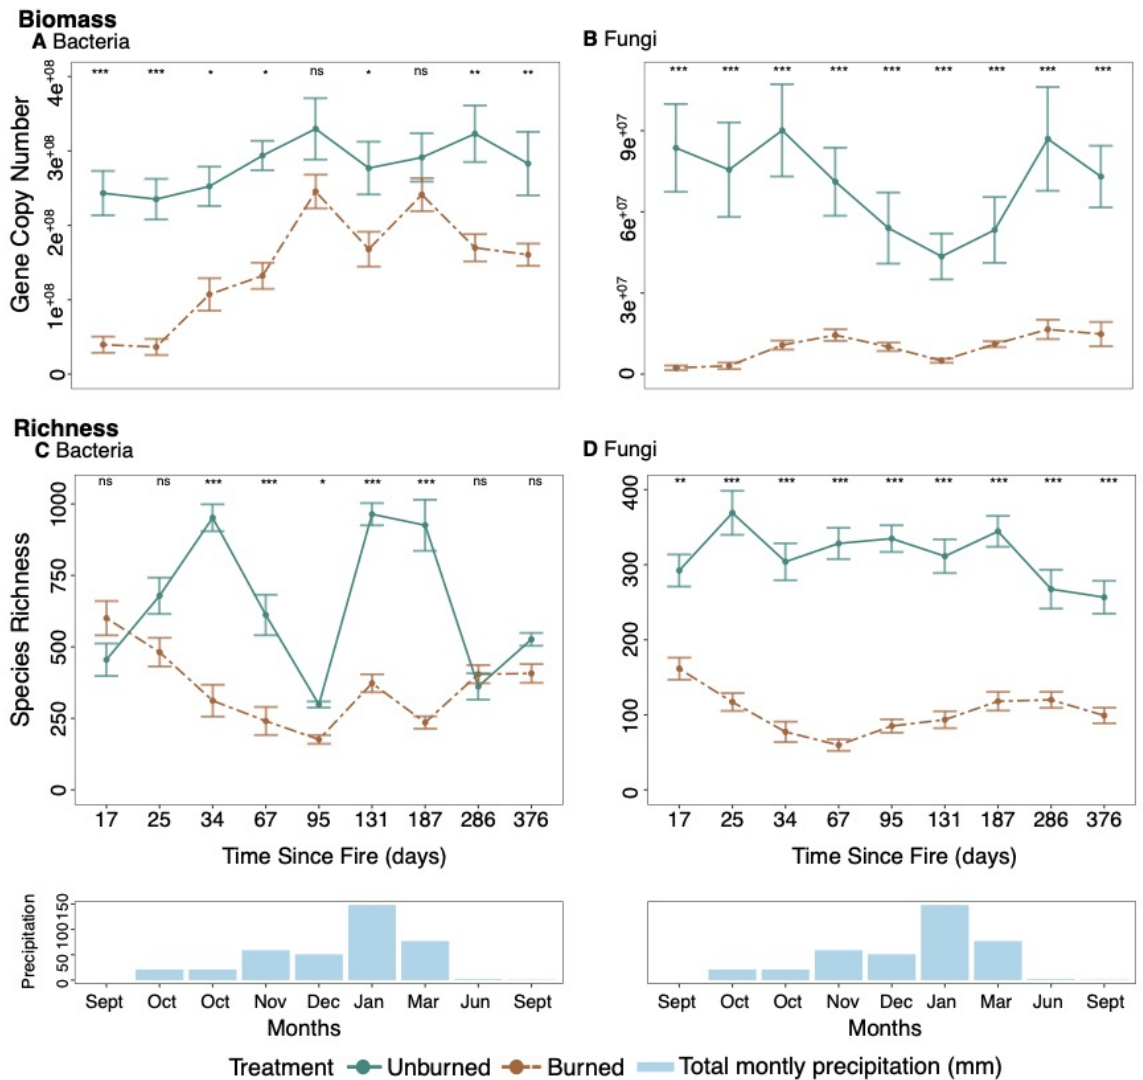 Biomass
A Bacteria
B Fungi
Gene Copy Number
4e+08
3e+08
2e+08
1e+08
0
*** *** * * ns * ns ** **
9e+07
6e+07
3e+07
0
*** *** *** *** *** *** *** *** ***
Richness
C Bacteria
D Fungi
Species Richness
1000
750
500
250
0
ns ns *** *** * *** *** ns ns
400
300
200
100
0
** *** *** *** *** *** *** *** ***
17 25 34 67 95 131 187 286 376
17 25 34 67 95 131 187 286 376
Time Since Fire (days)
Time Since Fire (days)
Precipitation
150
100
50
0
Sept Oct Oct Nov Dec Jan Mar Jun Sept
Sept Oct Oct Nov Dec Jan Mar Jun Sept
Months
Months
Treatment Unburned Burned Total montly precipitation (mm)